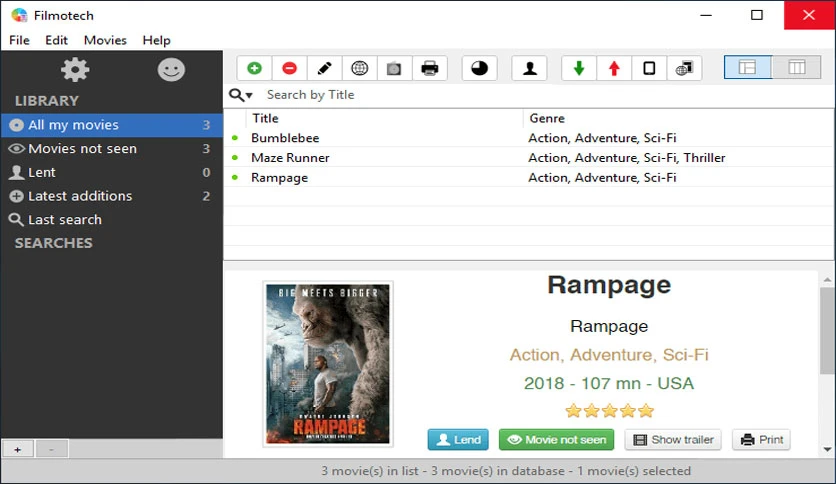 Filmotech
File Edit Movies Help
LIBRARY
All my movies 3
Movies not seen 3
Lent 0
Latest additions 2
Last search
SEARCHES
Search by Title
Title Genre
Bumblebee Action, Adventure, Sci-Fi
Maze Runner Action, Adventure, Sci-Fi, Thriller
Rampage Action, Adventure, Sci-Fi
BIG MEETS BIGGER
DWAYNE JOHNSON
RAMPAGE
Rampage
Rampage
Action, Adventure, Sci-Fi
2018 - 107 mn - USA
Lend Movie not seen Show trailer Print
+ -
3 movie(s) in list - 3 movie(s) in database - 1 movie(s) selected